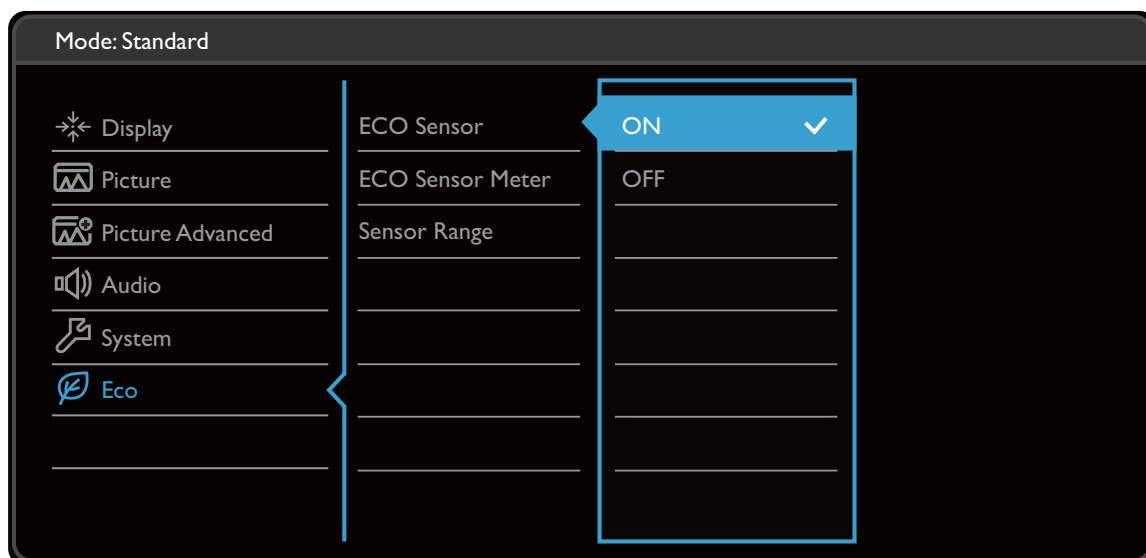 Mode: Standard
Display
Picture
Picture Advanced
Audio
System
Eco
ECO Sensor
ECO Sensor Meter
Sensor Range
ON
OFF